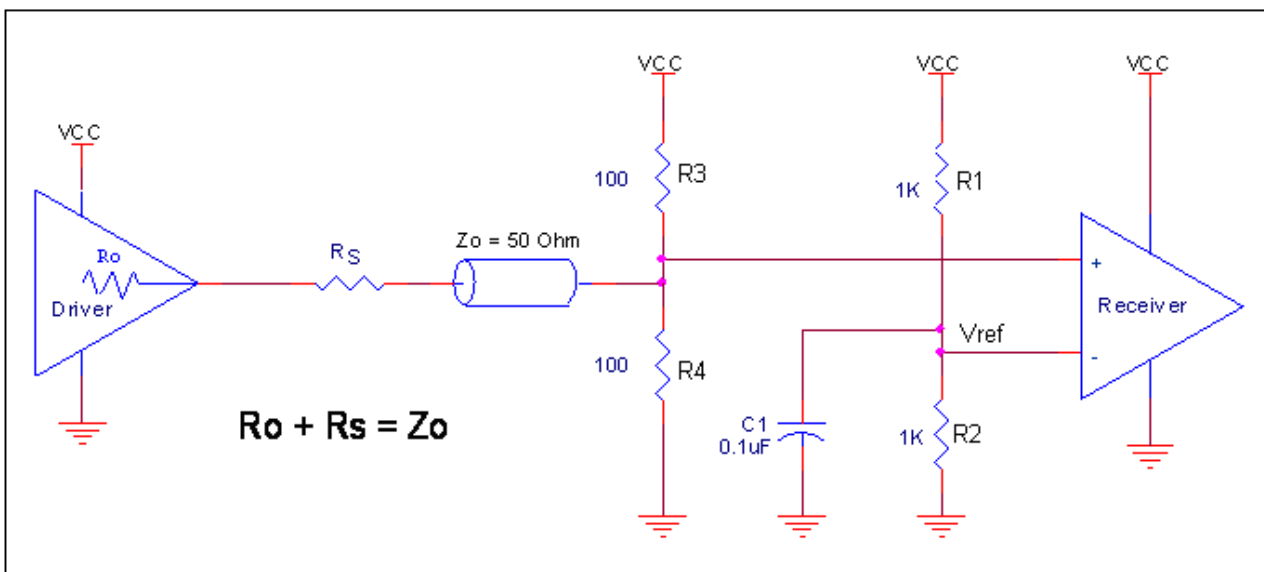 VCC
VCC
VCC
VCC
100
R3
1K
R1
Ro
Driver
RS
Zo = 50 Ohm
+
Receiver
Vref
-
100
R4
Ro + Rs = Zo
C1
0.1uF
1K
R2